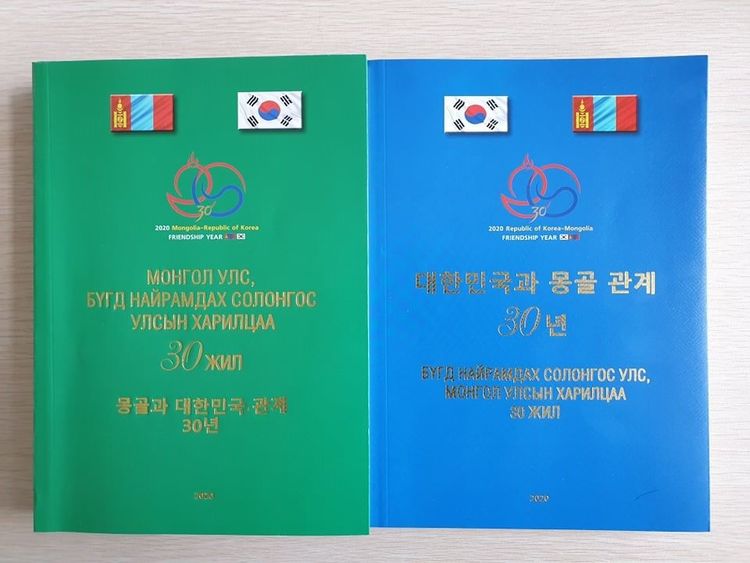 30
2020 Mongolia-Republic of Korea
FRIENDSHIP YEAR
МОНГОЛ УЛС,
БҮГД НАЙРАМДАХ СОЛОНГОС
УЛСЫН ХАРИЛЦАА
30 ЖИЛ
몽골과 대한민국 관계
30년
2020
30
2020 Republic of Korea-Mongolia
FRIENDSHIP YEAR
대한민국과 몽골 관계
30년
БҮГД НАЙРАМДАХ СОЛОНГОС УЛС,
МОНГОЛ УЛСЫН ХАРИЛЦАА
30 ЖИЛ
2020